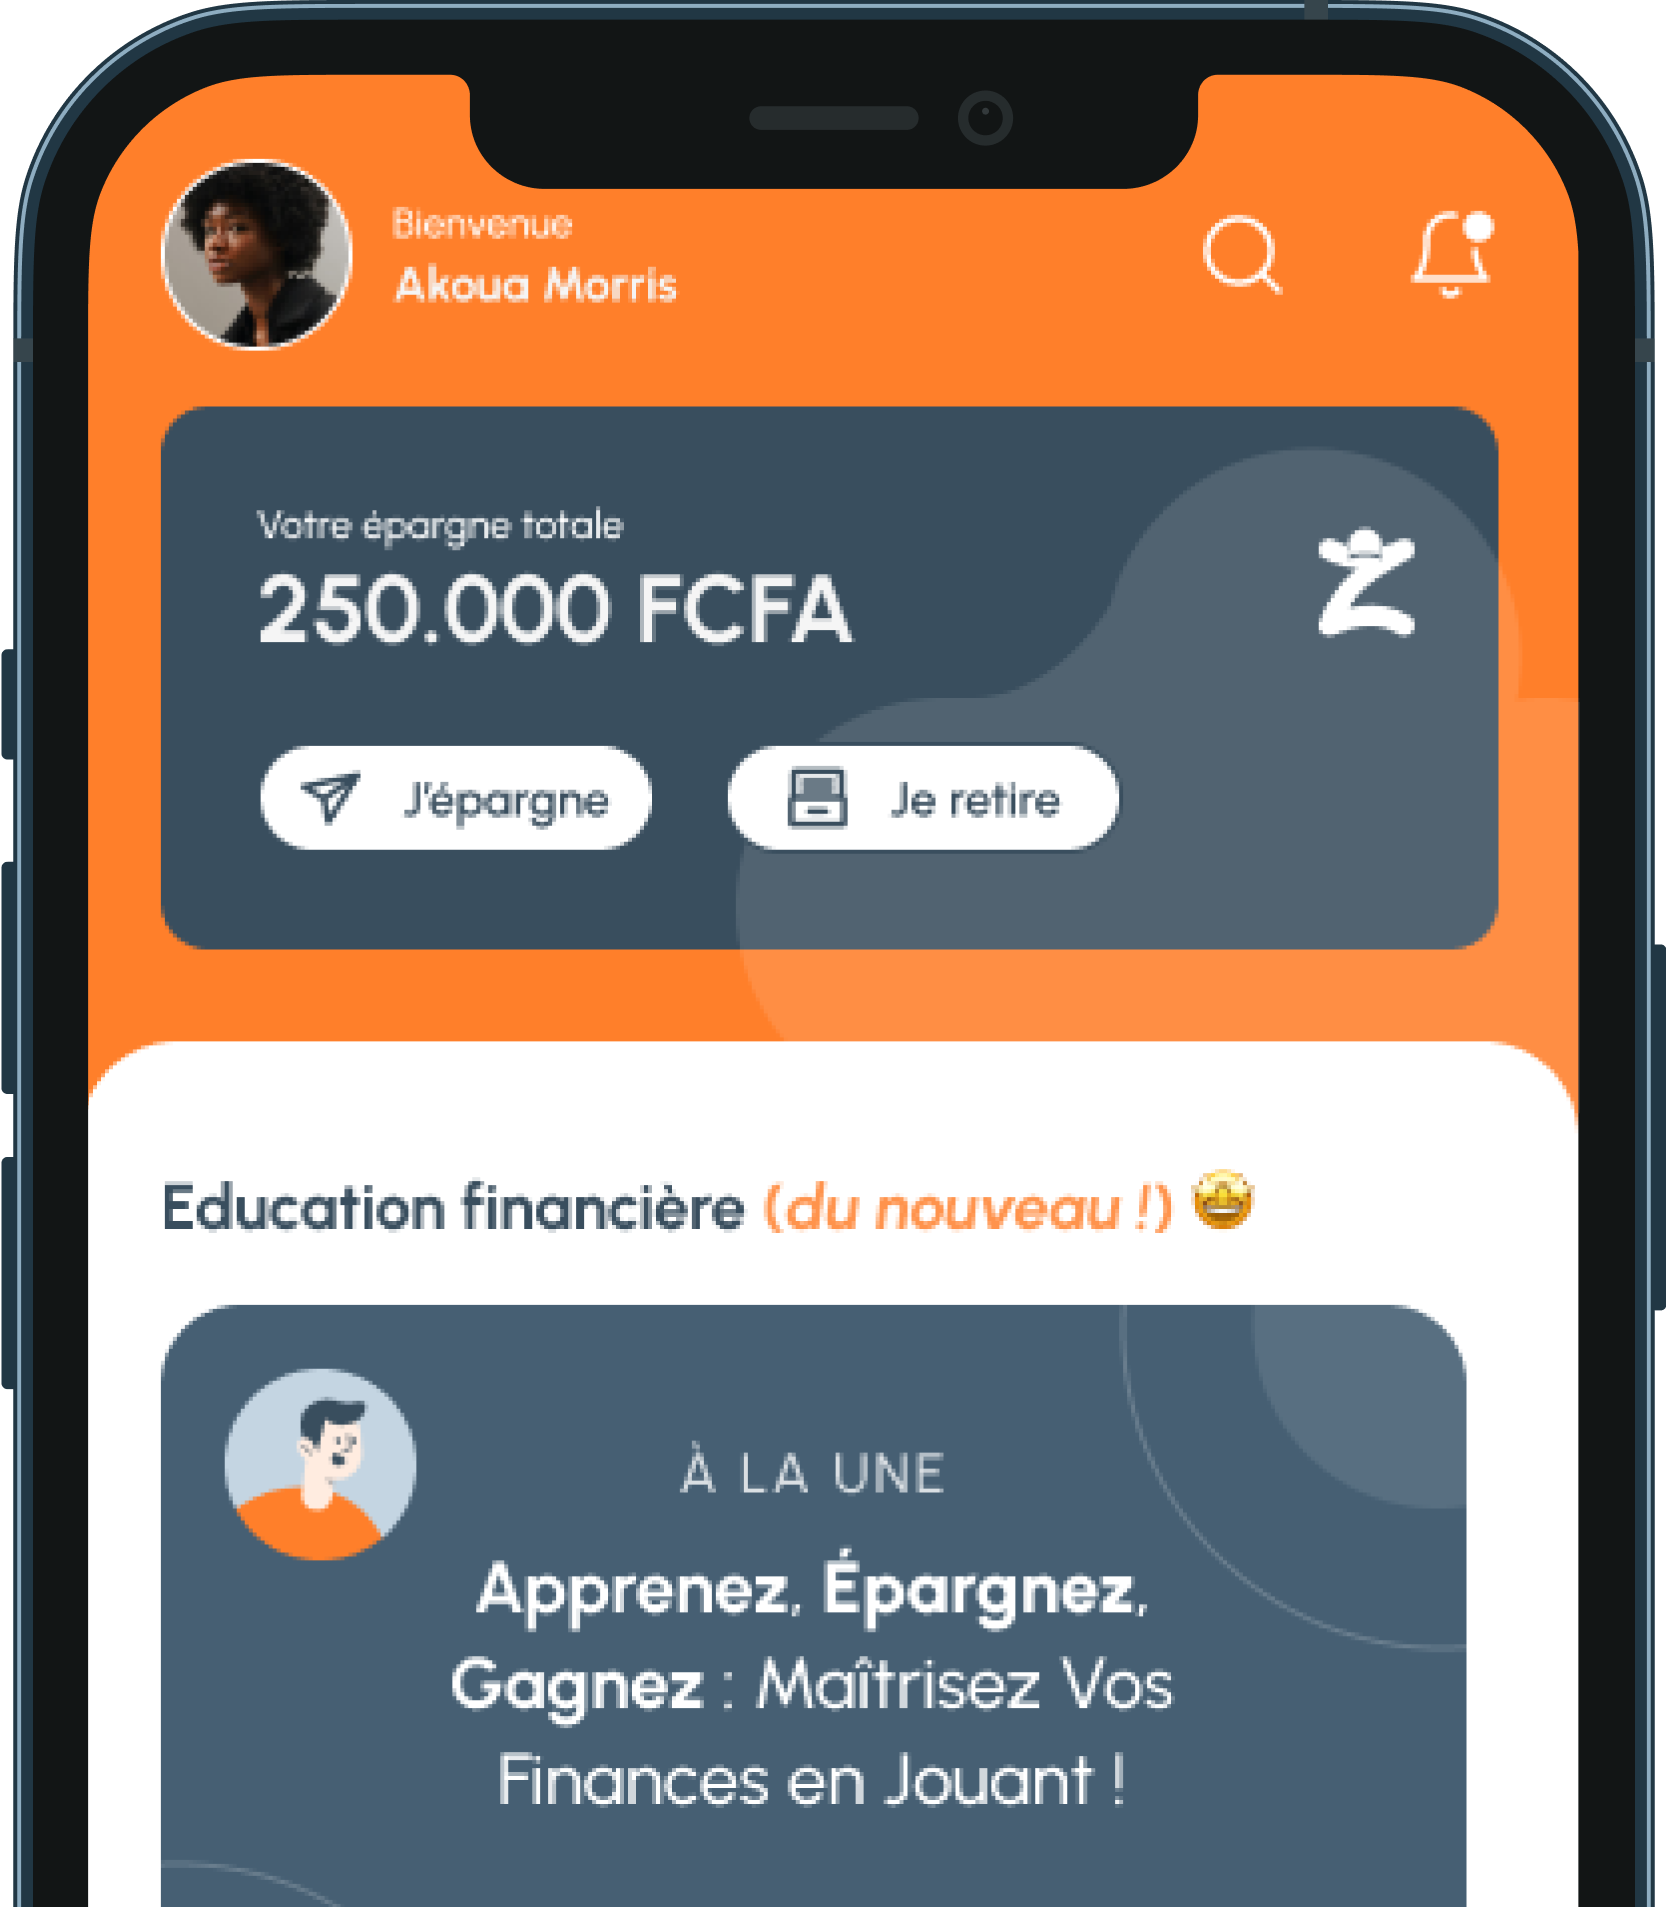 Bienvenue
Akoua Morris
Votre épargne totale
250.000 FCFA
J'épargne
Je retire
Education financière (du nouveau !) 🤩
À LA UNE
Apprenez, Épargnez,
Gagnez : Maîtrisez Vos
Finances en Jouant !